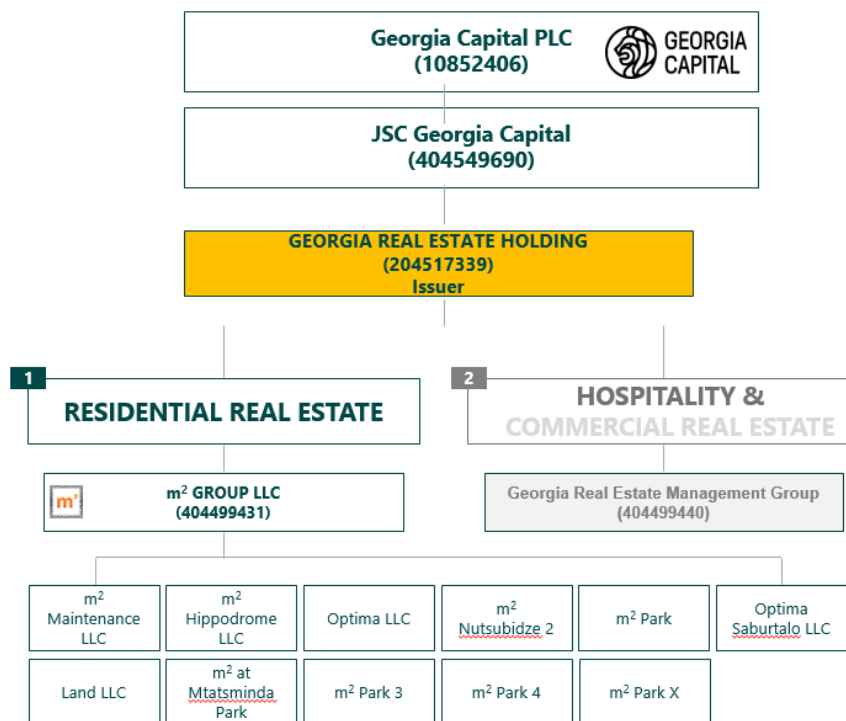 Georgia Capital PLC
(10852406)
GEORGIA
CAPITAL
JSC Georgia Capital
(404549690)
GEORGIA REAL ESTATE HOLDING
(204517339)
Issuer
1
RESIDENTIAL REAL ESTATE
2
HOSPITALITY &
COMMERCIAL REAL ESTATE
m²
m² GROUP LLC
(404499431)
Georgia Real Estate Management Group
(404499440)
m²
Maintenance
LLC
m²
Hippodrome
LLC
Optima LLC
m²
Nutsubidze 2
m² Park
Optima
Saburtalo LLC
Land LLC
m² at
Mtatsminda
Park
m² Park 3
m² Park 4
m² Park X